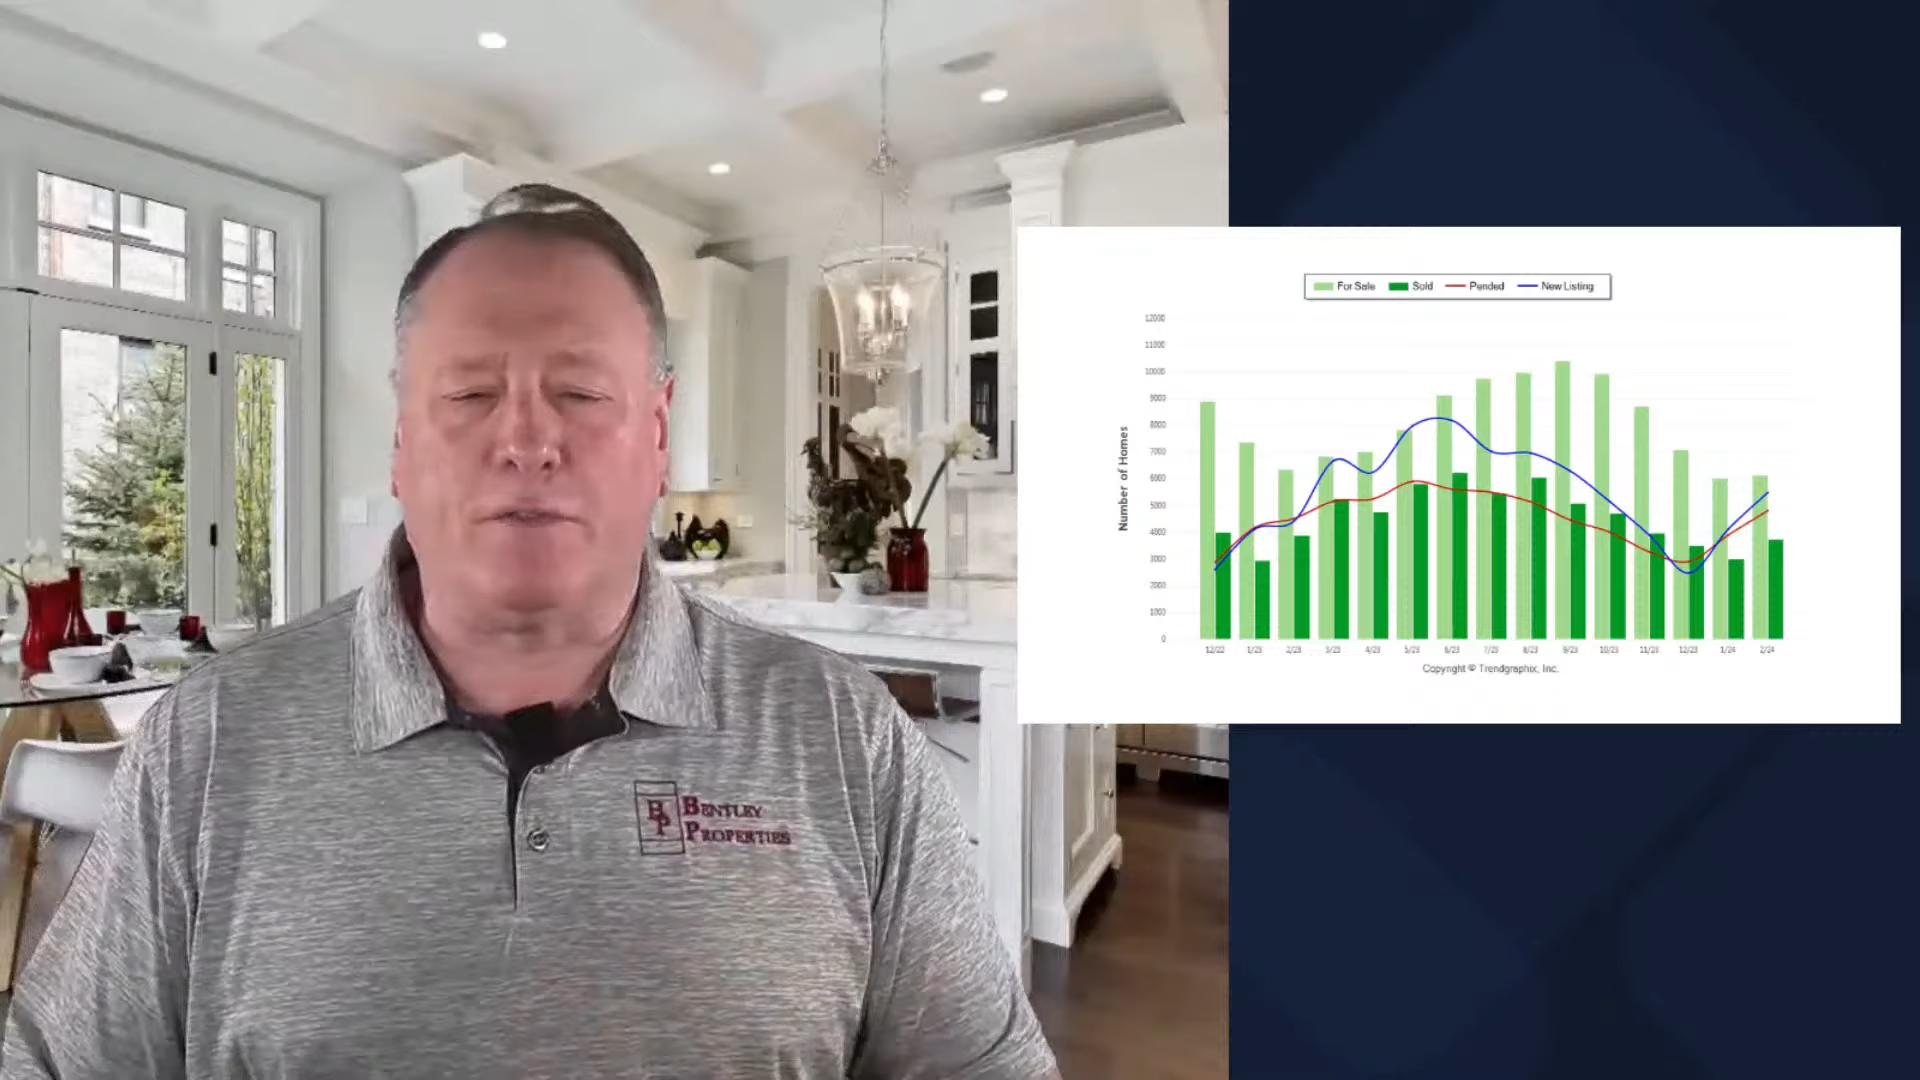 For Sale Sold Pended New Listing
12000
11000
10000
9000
8000
7000
6000
5000
4000
3000
2000
1000
0
Number of Homes
12/22 1/23 2/23 3/23 4/23 5/23 6/23 7/23 8/23 9/23 10/23 11/23 12/23 1/24 2/24
Copyright © Trendgraphix, Inc.
BP
BENTLEY
PROPERTIES